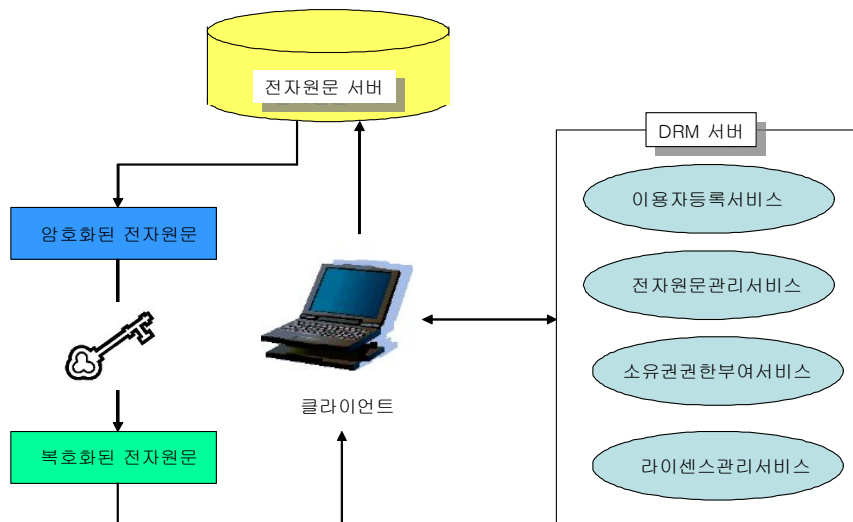 전자원문 서버
DRM 서버
이용자등록서비스
암호화된 전자원문
전자원문관리서비스
소유권권한부여서비스
클라이언트
복호화된 전자원문
라이센스관리서비스